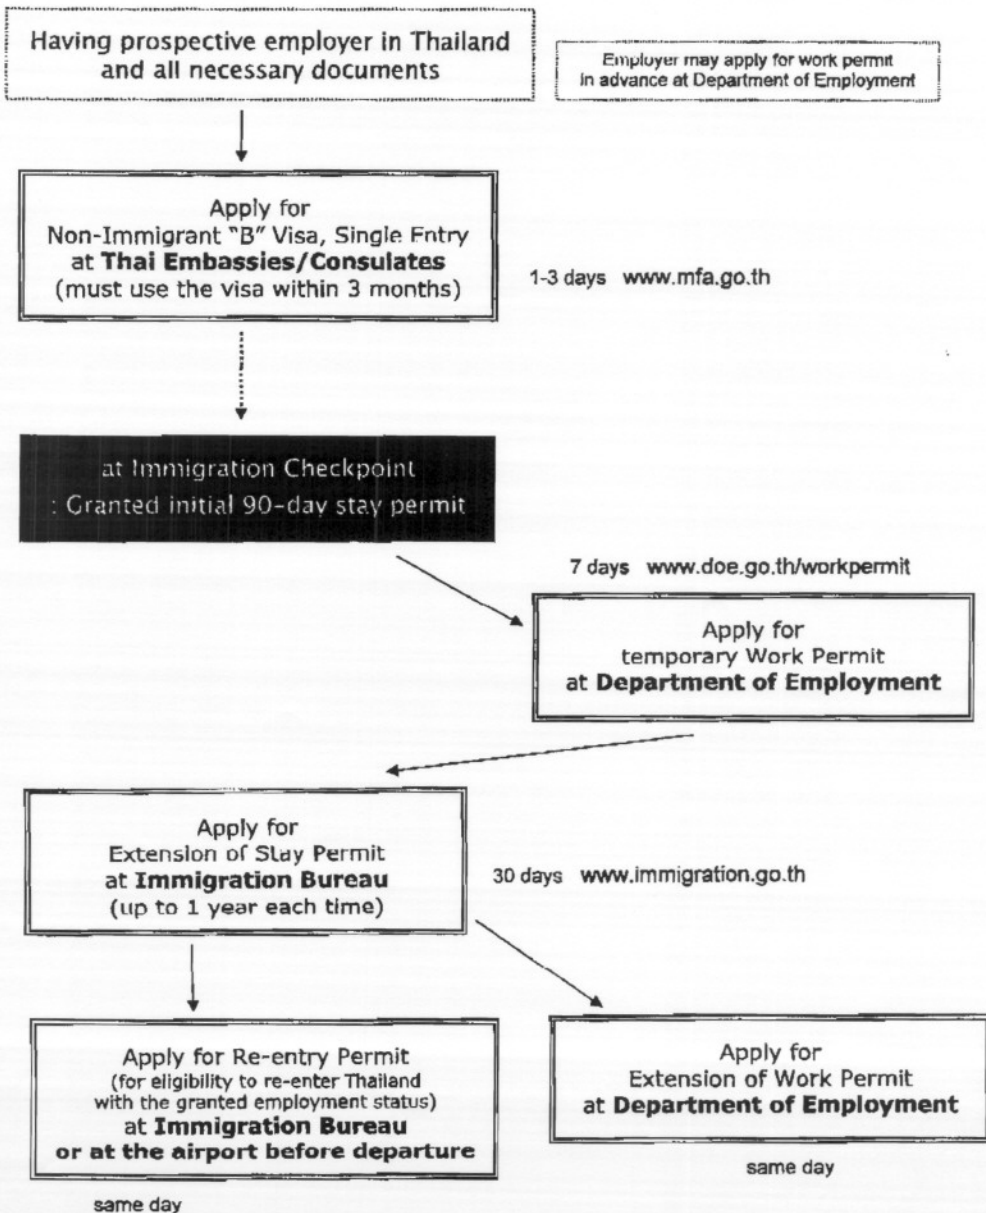 Having prospective employer in Thailand
and all necessary documents
Employer may apply for work permit
in advance at Department of Employment
Apply for
Non-Immigrant "B" Visa, Single Entry
at Thai Embassies/Consulates
(must use the visa within 3 months)
1-3 days www.mfa.go.th
at Immigration Checkpoint
: Granted initial 90-day stay permit
7 days www.doe.go.th/workpermit
Apply for
temporary Work Permit
at Department of Employment
Apply for
Extension of Stay Permit
at Immigration Bureau
(up to 1 year each time)
30 days www.immigration.go.th
Apply for Re-entry Permit
(for eligibility to re-enter Thailand
with the granted employment status)
at Immigration Bureau
or at the airport before departure
same day
Apply for
Extension of Work Permit
at Department of Employment
same day